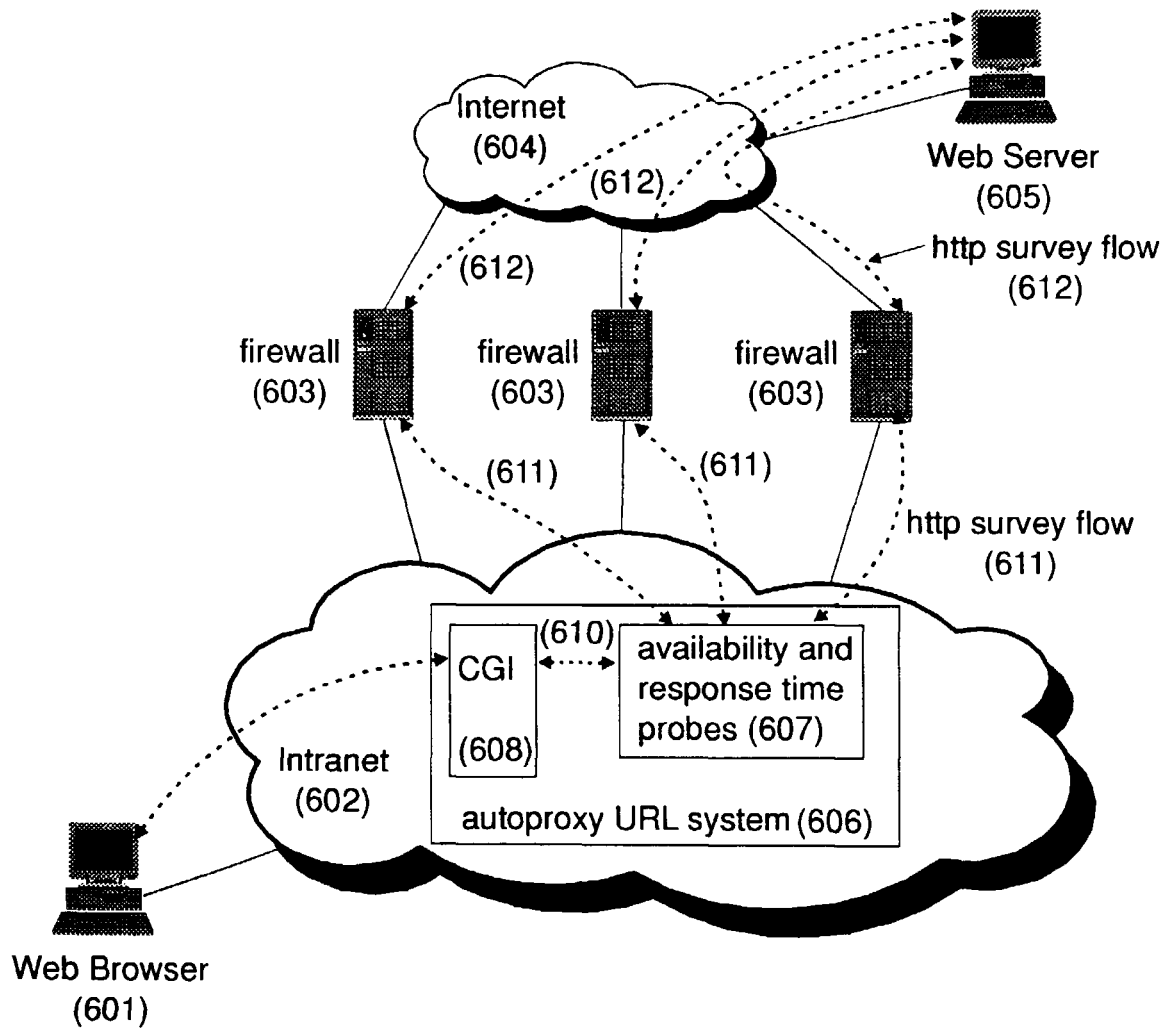 Internet
(604)
(612)
Web Server
(605)
http survey flow
(612)
(612)
firewall
(603)
firewall
(603)
firewall
(603)
(611)
(611)
http survey flow
(611)
CGI
(608)
(610)
availability and
response time
probes (607)
Intranet
(602)
autoproxy URL system (606)
Web Browser
(601)